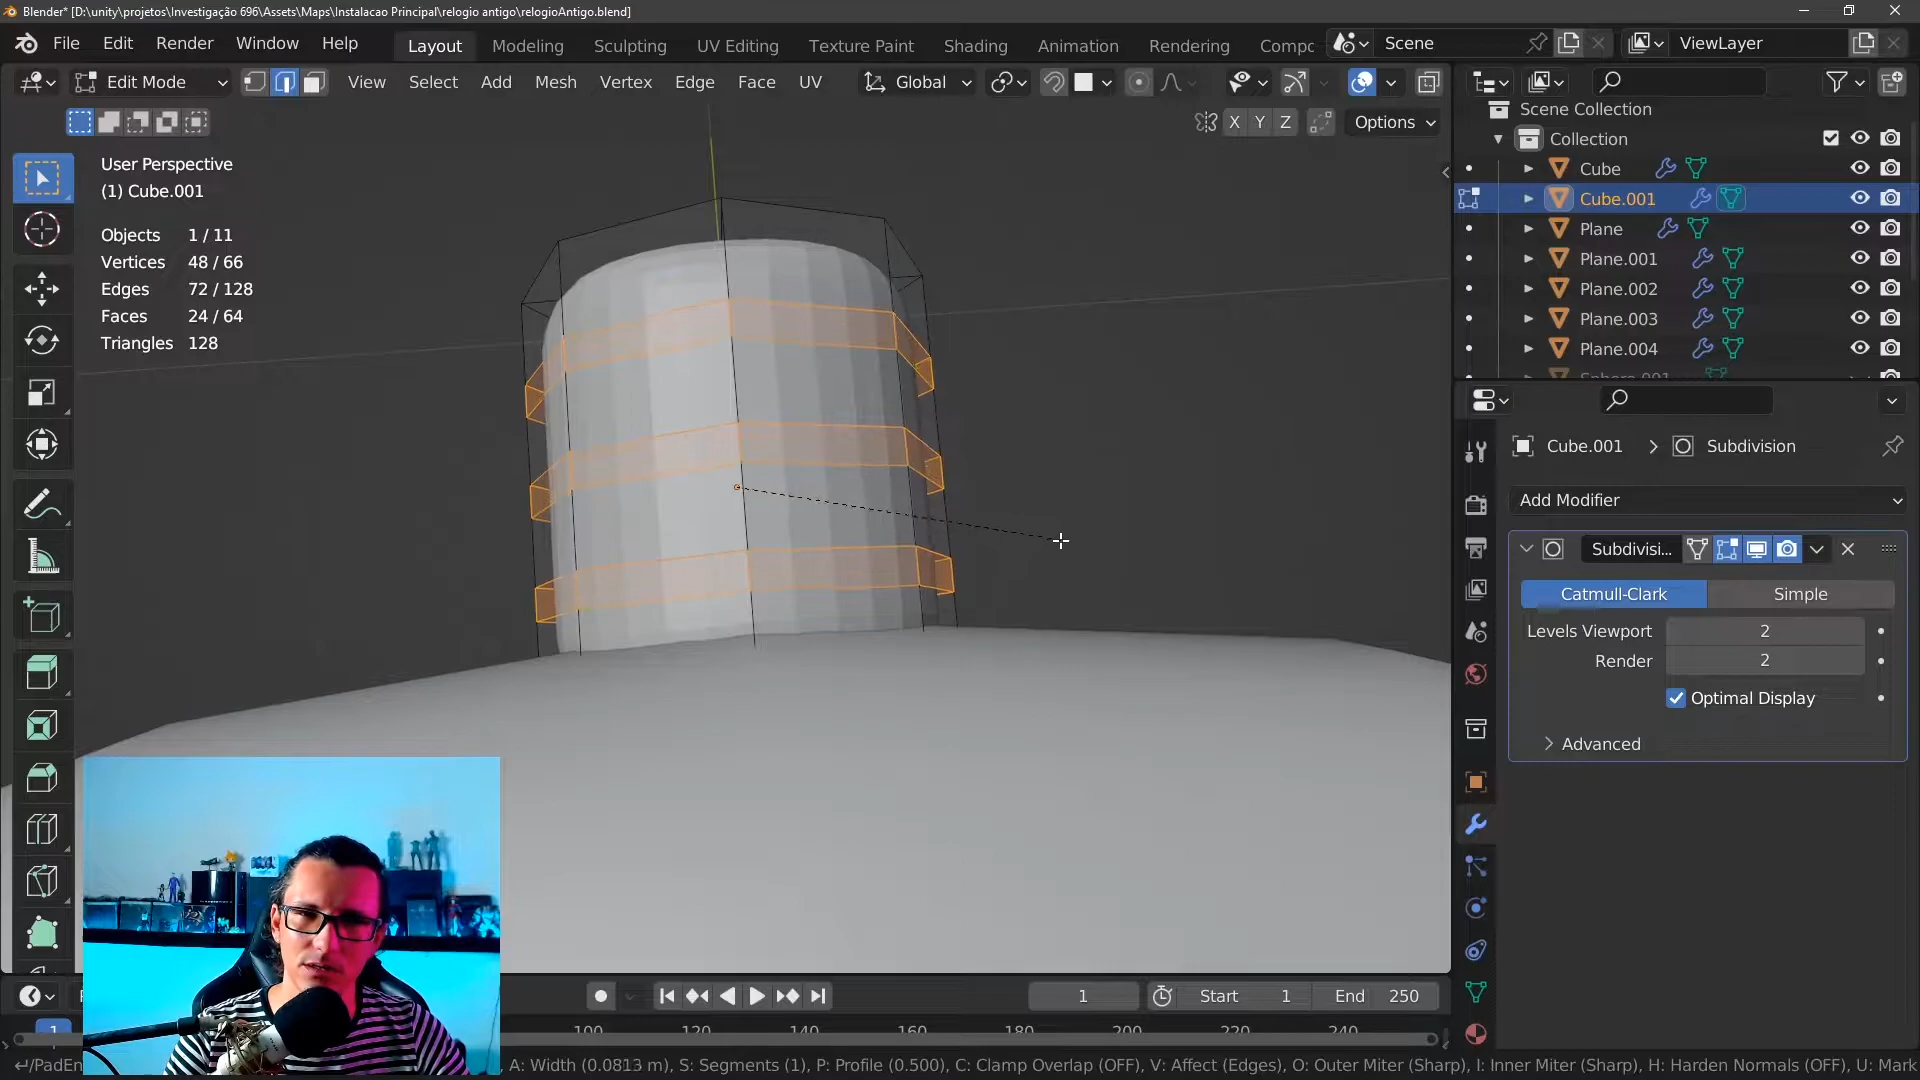 Blender* [D:\unity\projetos\Investigação 696\Assets\Maps\Instalacao Principal\relogio antigo\relogioAntigo.blend]
File Edit Render Window Help Layout Modeling Sculpting UV Editing Texture Paint Shading Animation Rendering Compc Scene ViewLayer
Edit Mode View Select Add Mesh Vertex Edge Face UV Global
X Y Z Options
User Perspective
(1) Cube.001
Objects 1 / 11
Vertices 48 / 66
Edges 72 / 128
Faces 24 / 64
Triangles 128
Scene Collection
Collection
Cube
Cube.001
Plane
Plane.001
Plane.002
Plane.003
Plane.004
Sphere.001
Cube.001 Subdivision
Add Modifier
Subdivisi...
Catmull-Clark Simple
Levels Viewport 2
Render 2
Optimal Display
Advanced
1 Start 1 End 250
1 100 120 140 160 180 200 220 240
/PadEn , A: Width (0.0813 m), S: Segments (1), P: Profile (0.500), C: Clamp Overlap (OFF), V: Affect (Edges), O: Outer Miter (Sharp), I: Inner Miter (Sharp), H: Harden Normals (OFF), U: Mark